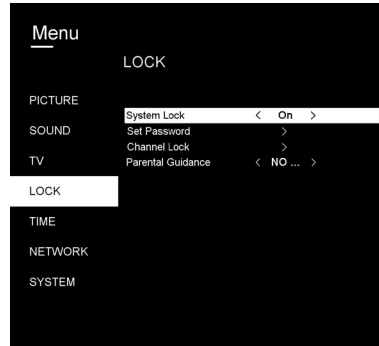 Menu
LOCK
PICTURE
SOUND
TV
LOCK
TIME
NETWORK
SYSTEM
System Lock < On >
Set Password >
Channel Lock >
Parental Guidance < NO ... >